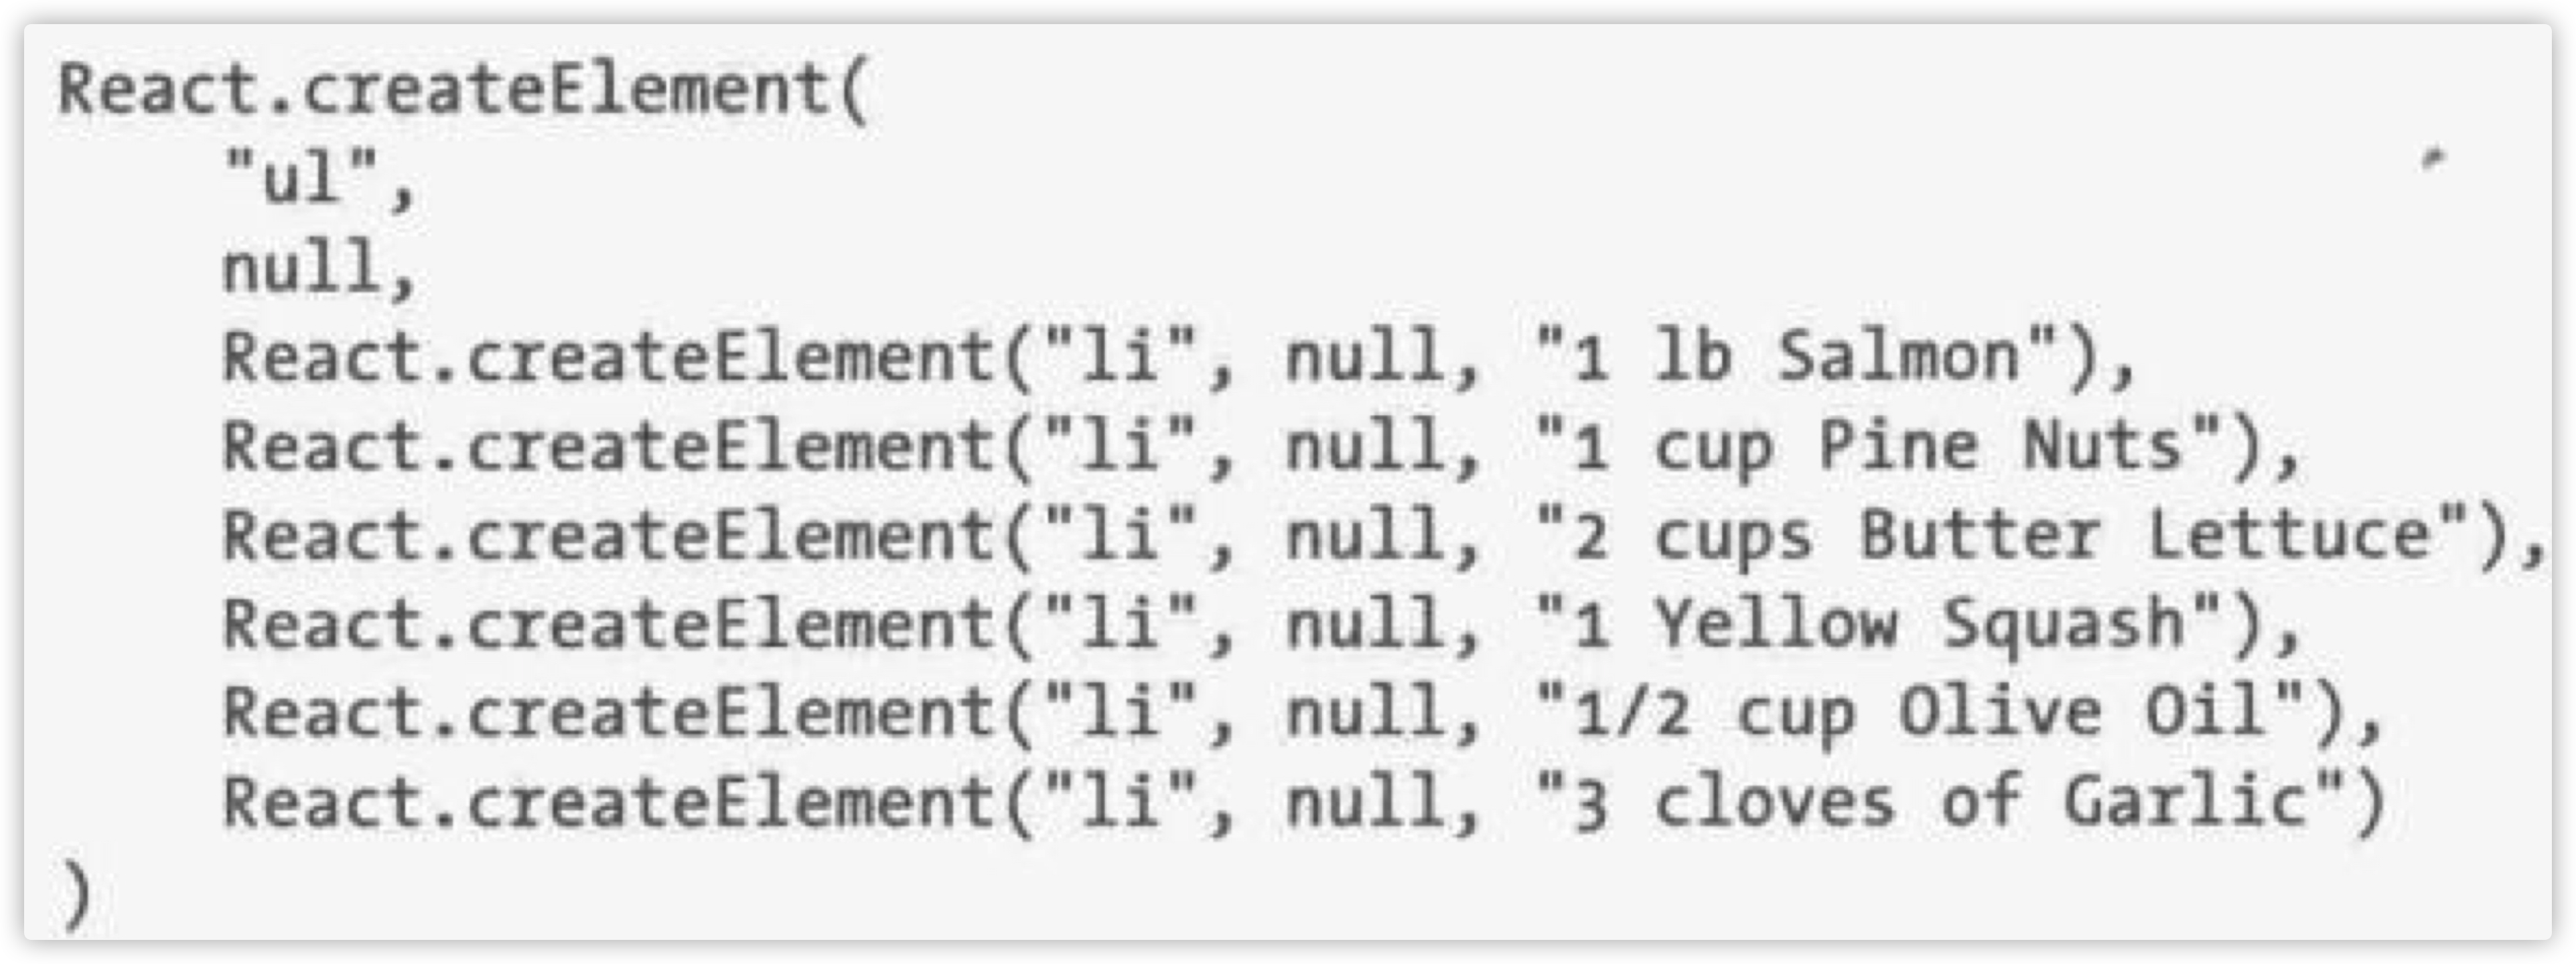 React.createElement(
    "ul",
    null,
    React.createElement("li", null, "1 lb Salmon"),
    React.createElement("li", null, "1 cup Pine Nuts"),
    React.createElement("li", null, "2 cups Butter Lettuce"),
    React.createElement("li", null, "1 Yellow Squash"),
    React.createElement("li", null, "1/2 cup Olive Oil"),
    React.createElement("li", null, "3 cloves of Garlic")
)